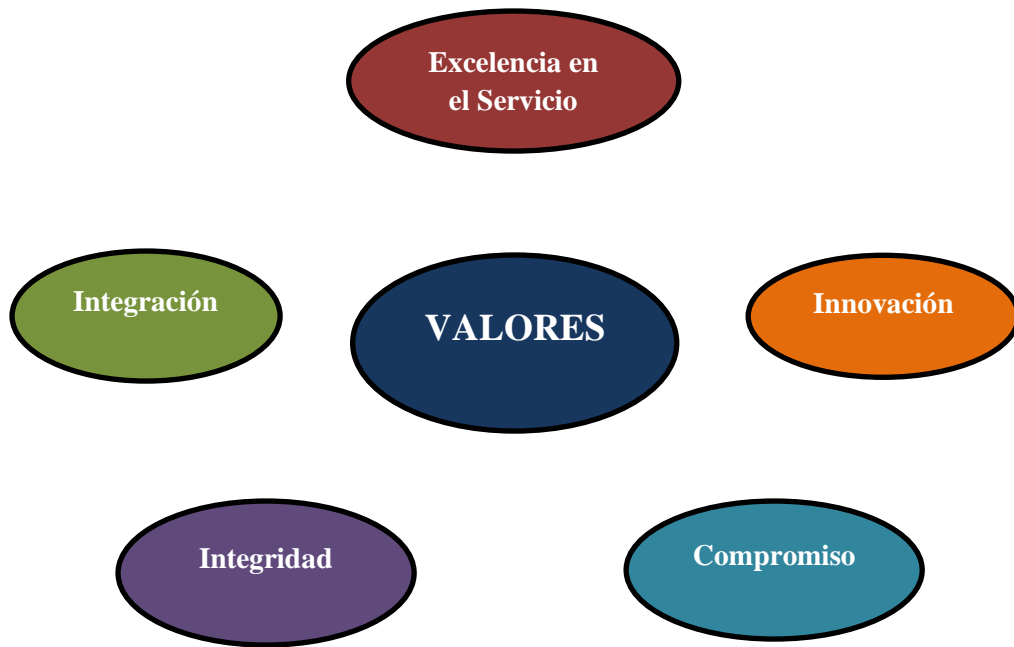 Excelencia en
el Servicio
Integración
VALORES
Innovación
Integridad
Compromiso